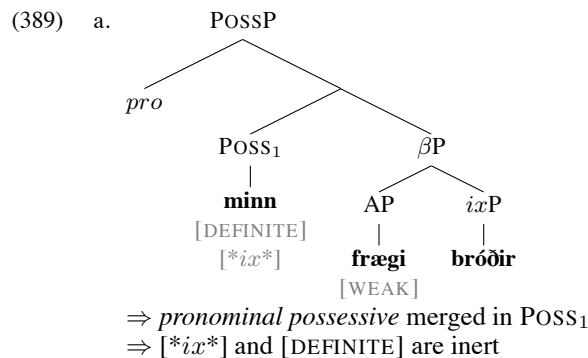 (389) a.
POSSP
pro
POSS₁ βP
minn AP ixP
[DEFINITE] frægi bróðir
[*ix*] [WEAK]
⇒ pronominal possessive merged in POSS₁
⇒ [*ix*] and [DEFINITE] are inert